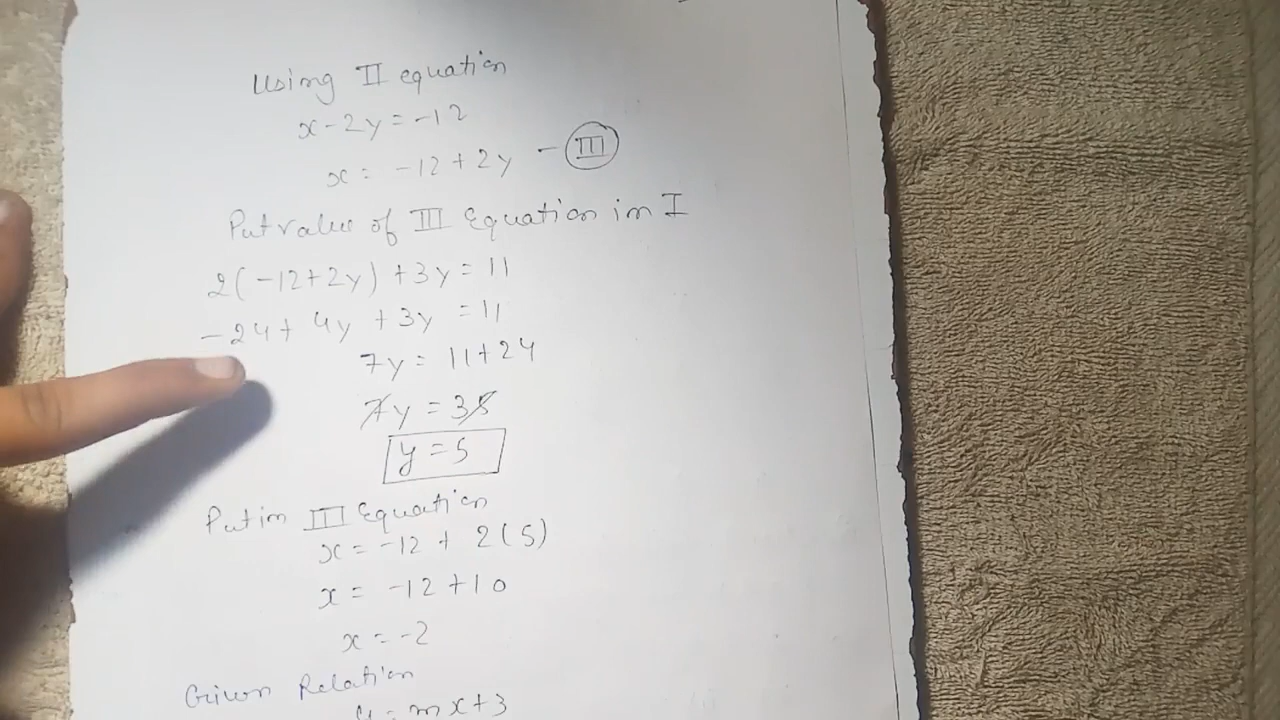 Using II equation
x-2y=-12
x = -12+2y - III
Put value of III Equation in I
2(-12+2y)+3y=11
-24+4y+3y=11
7y=11+24
7y=35
y=5
Put in III Equation
x=-12+2(5)
x=-12+10
x=-2
Given Relation
y=mx+3